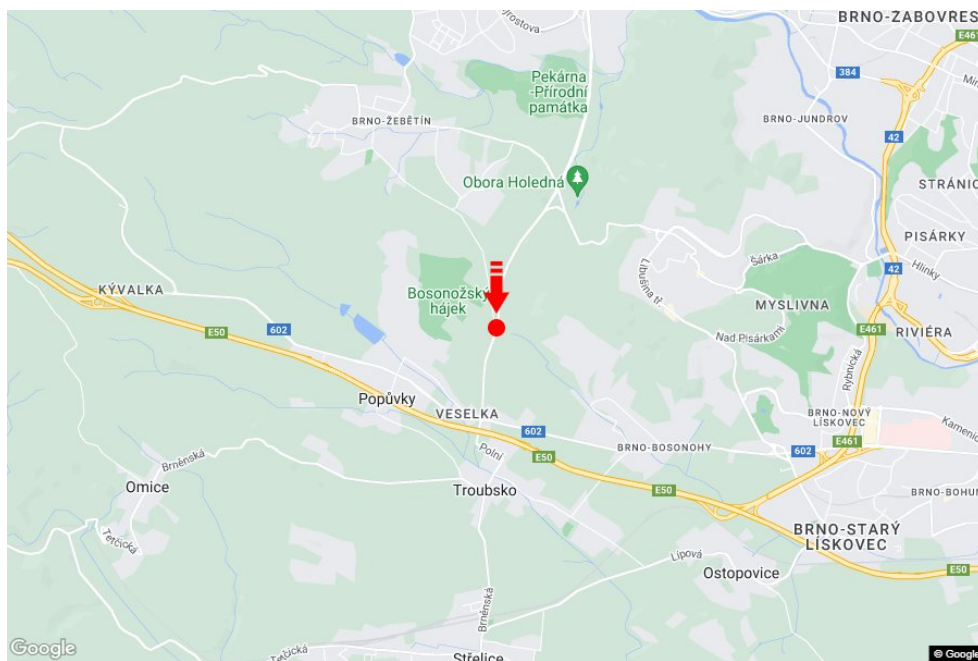 BRNO-ŽABOVŘES
E461
384
Pekárna
-Přírodní
památka
BRNO-ŽEBĚTÍN
BRNO-JUNDROV
42
STRÁNIC
Obora Holedná
PISÁRKY
Šárka
Libušina tř.
Hlinky
42
KÝVALKA
Bosonožský
hájek
MYSLIVNA
E50
602
Nad Pisárkami
E461
RIVIÉRA
Rybnická
Popůvky
VESELKA
BRNO-NOVÝ
LÍSKOVEC
Kamenic
602
BRNO-BOSONOHY
602
E461
Polní
E50
Brněnská
Omice
Troubsko
E50
BRNO-BOHUN
Tetčická
BRNO-STARÝ
LÍSKOVEC
Lipová
Ostopovice
E50
Brněnská
Tetčická
Střelice
Google
© Google